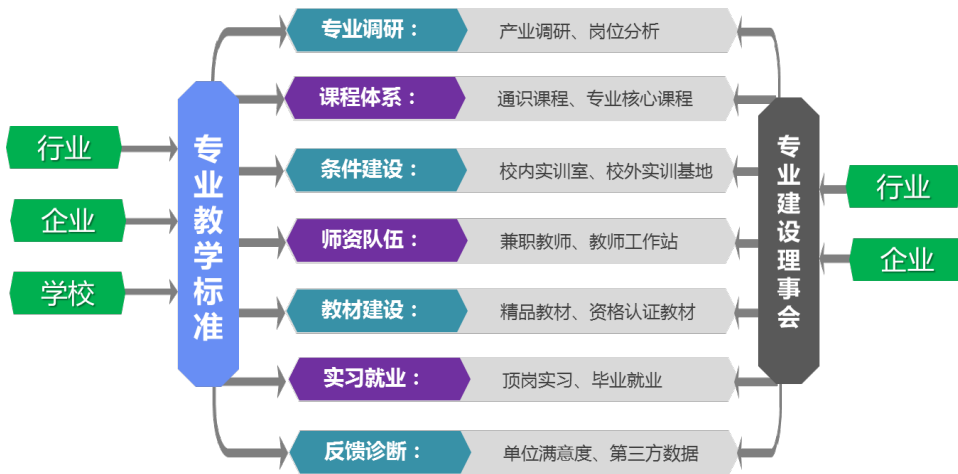 行业
企业
学校
专业教学标准
专业调研：
产业调研、岗位分析
课程体系：
通识课程、专业核心课程
条件建设：
校内实训室、校外实训基地
师资队伍：
兼职教师、教师工作站
教材建设：
精品教材、资格认证教材
实习就业：
顶岗实习、毕业就业
反馈诊断：
单位满意度、第三方数据
专业建设理事会
行业
企业